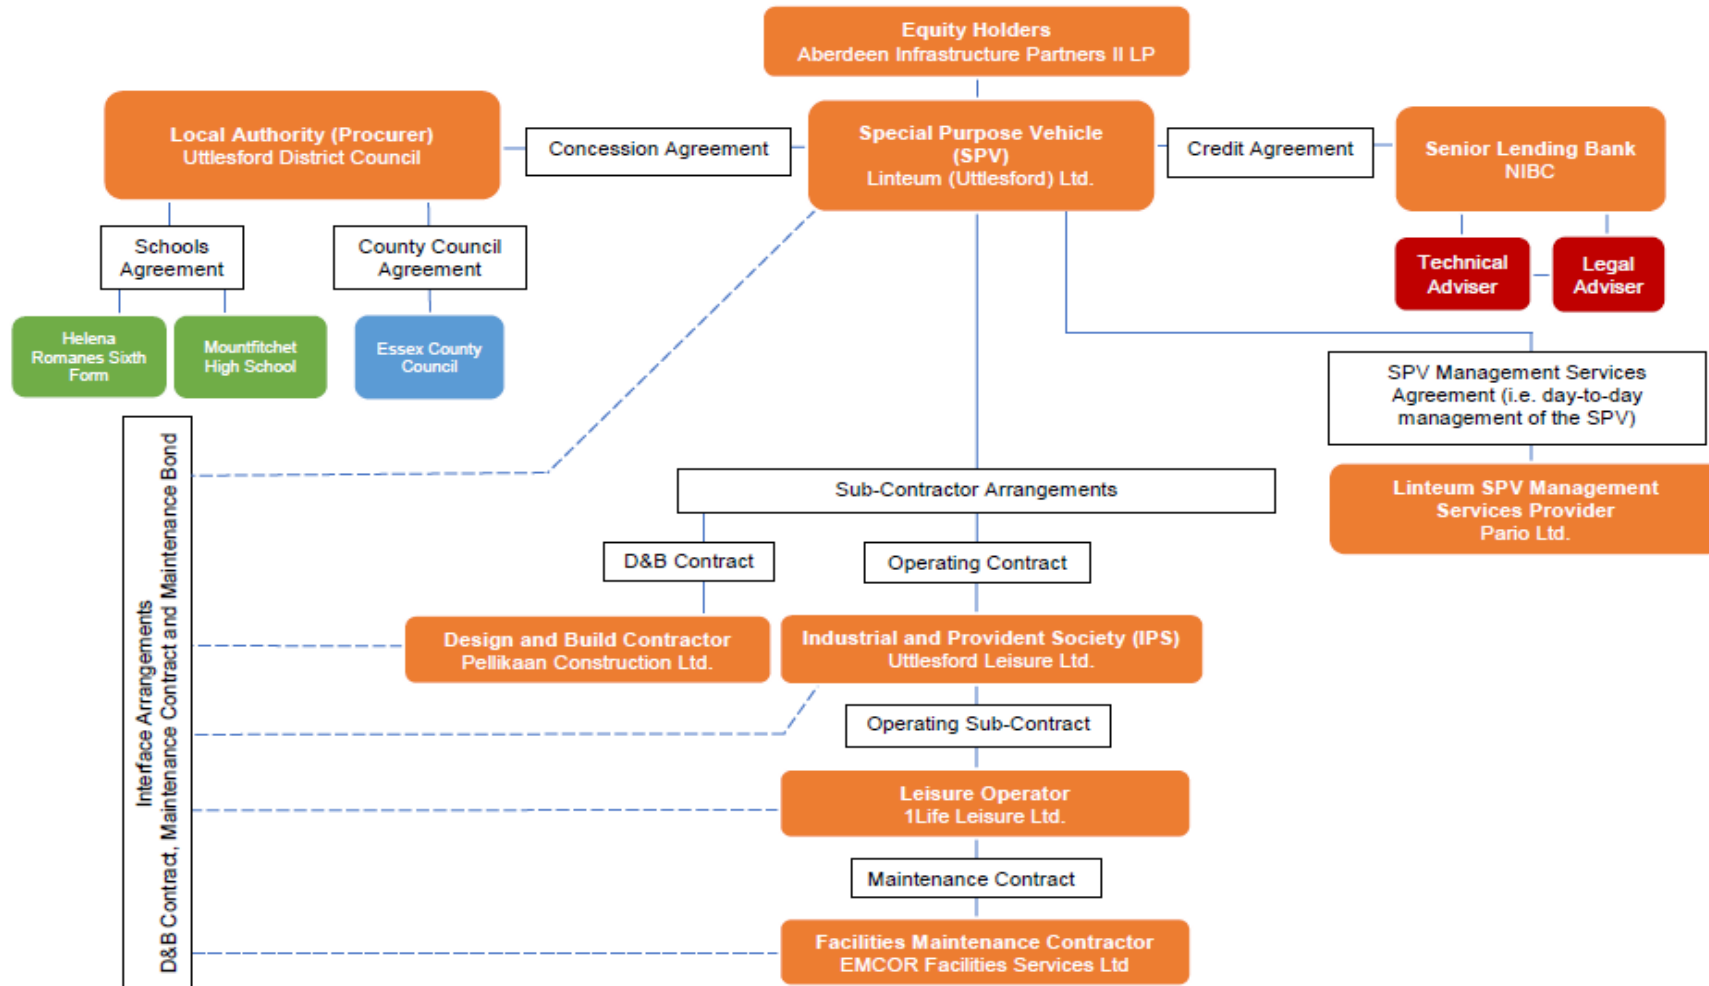 Equity Holders
Aberdeen Infrastructure Partners II LP
Local Authority (Procurer)
Uttlesford District Council
Concession Agreement
Special Purpose Vehicle
(SPV)
Linteum (Uttlesford) Ltd.
Credit Agreement
Senior Lending Bank
NIBC
Schools
Agreement
County Council
Agreement
Technical
Adviser
Legal
Adviser
Helena
Romanes Sixth
Form
Mountfitchet
High School
Essex County
Council
SPV Management Services
Agreement (i.e. day-to-day
management of the SPV)
Linteum SPV Management
Services Provider
Pario Ltd.
Sub-Contractor Arrangements
D&B Contract
Operating Contract
Design and Build Contractor
Pellikaan Construction Ltd.
Industrial and Provident Society (IPS)
Uttlesford Leisure Ltd.
Operating Sub-Contract
Leisure Operator
1Life Leisure Ltd.
Maintenance Contract
Facilities Maintenance Contractor
EMCOR Facilities Services Ltd
Interface Arrangements
D&B Contract, Maintenance Contract and Maintenance Bond